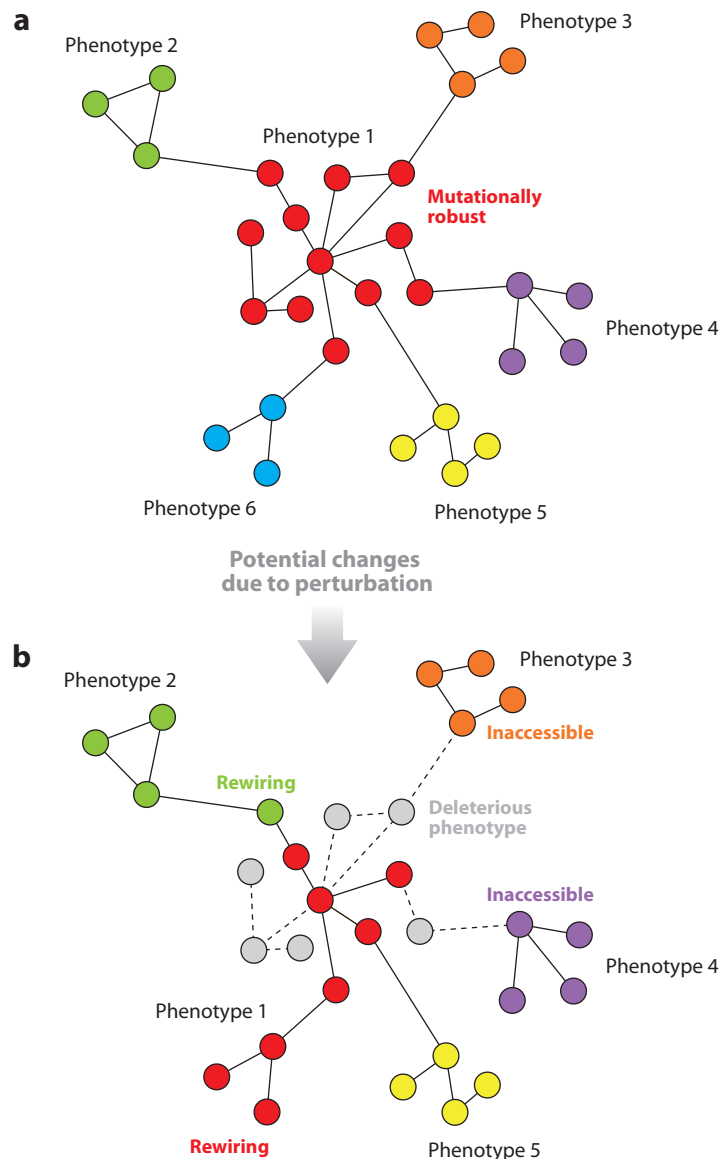 a
Phenotype 3
Phenotype 2
Phenotype 1
Mutationally
robust
Phenotype 4
Phenotype 6
Phenotype 5
Potential changes
due to perturbation
b
Phenotype 3
Phenotype 2
Inaccessible
Rewiring
Deleterious
phenotype
Inaccessible
Phenotype 4
Phenotype 1
Rewiring
Phenotype 5